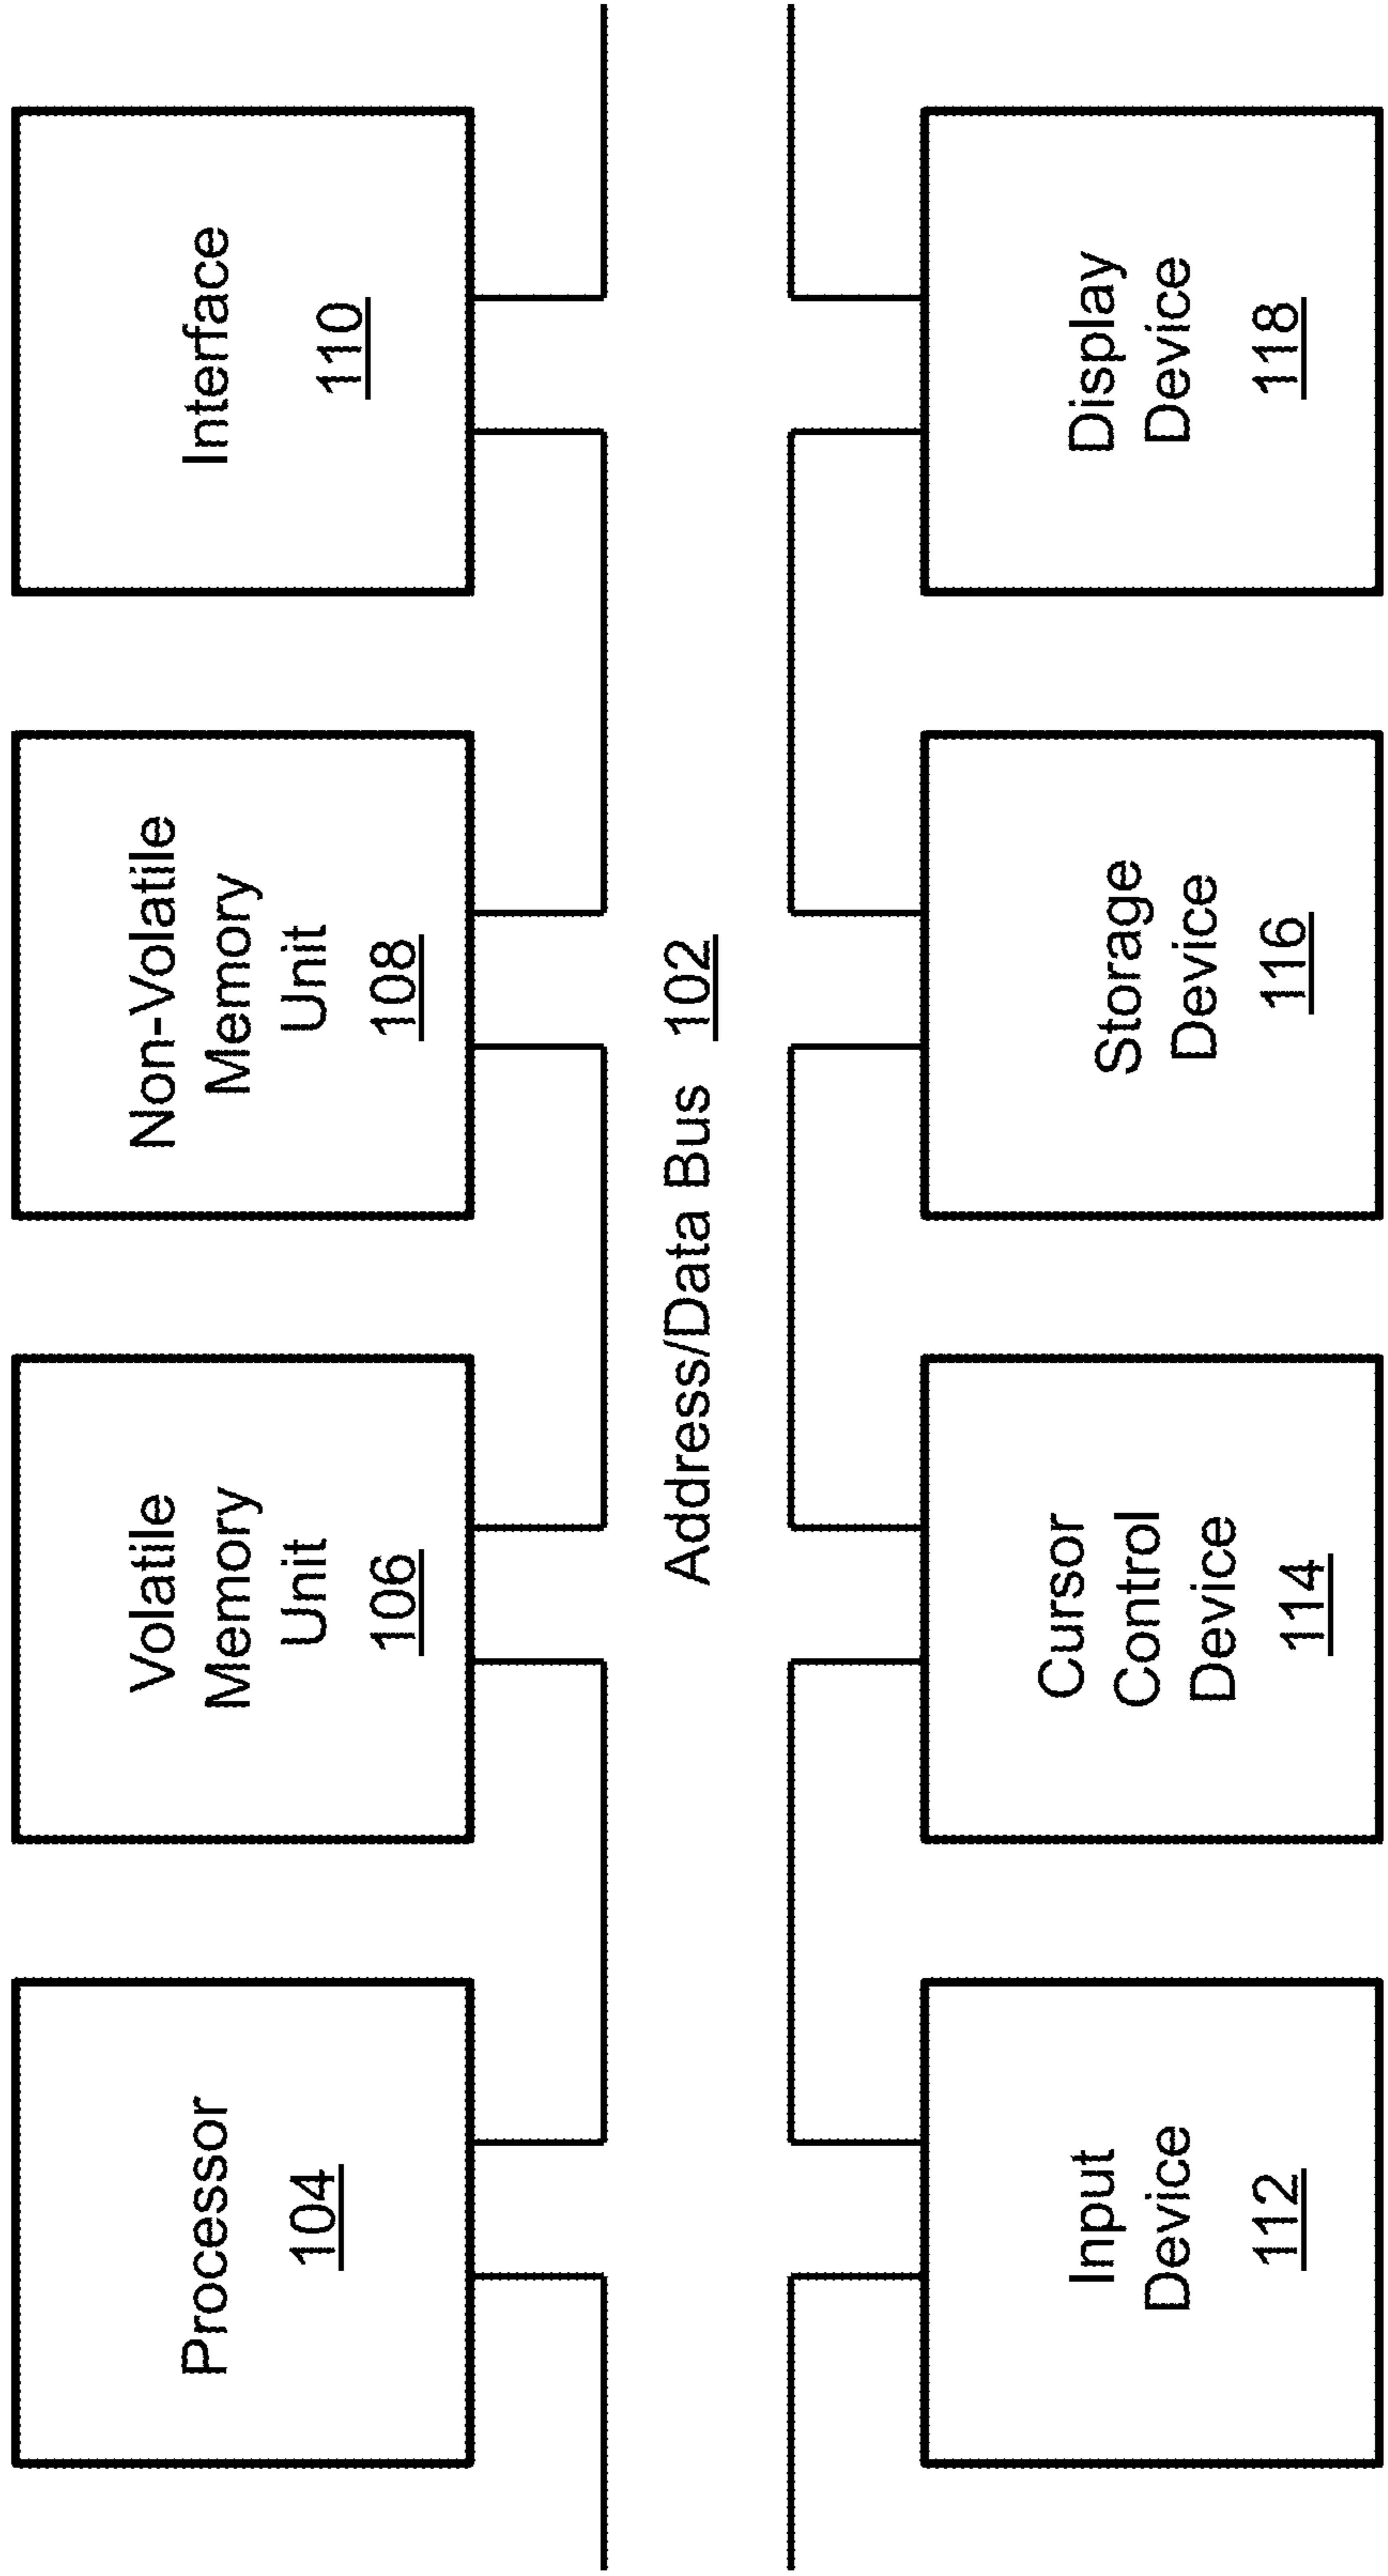 Processor
104
Volatile
Memory
Unit
106
Non-Volatile
Memory
Unit
108
Interface
110
Address/Data Bus 102
Input
Device
112
Cursor
Control
Device
114
Storage
Device
116
Display
Device
118